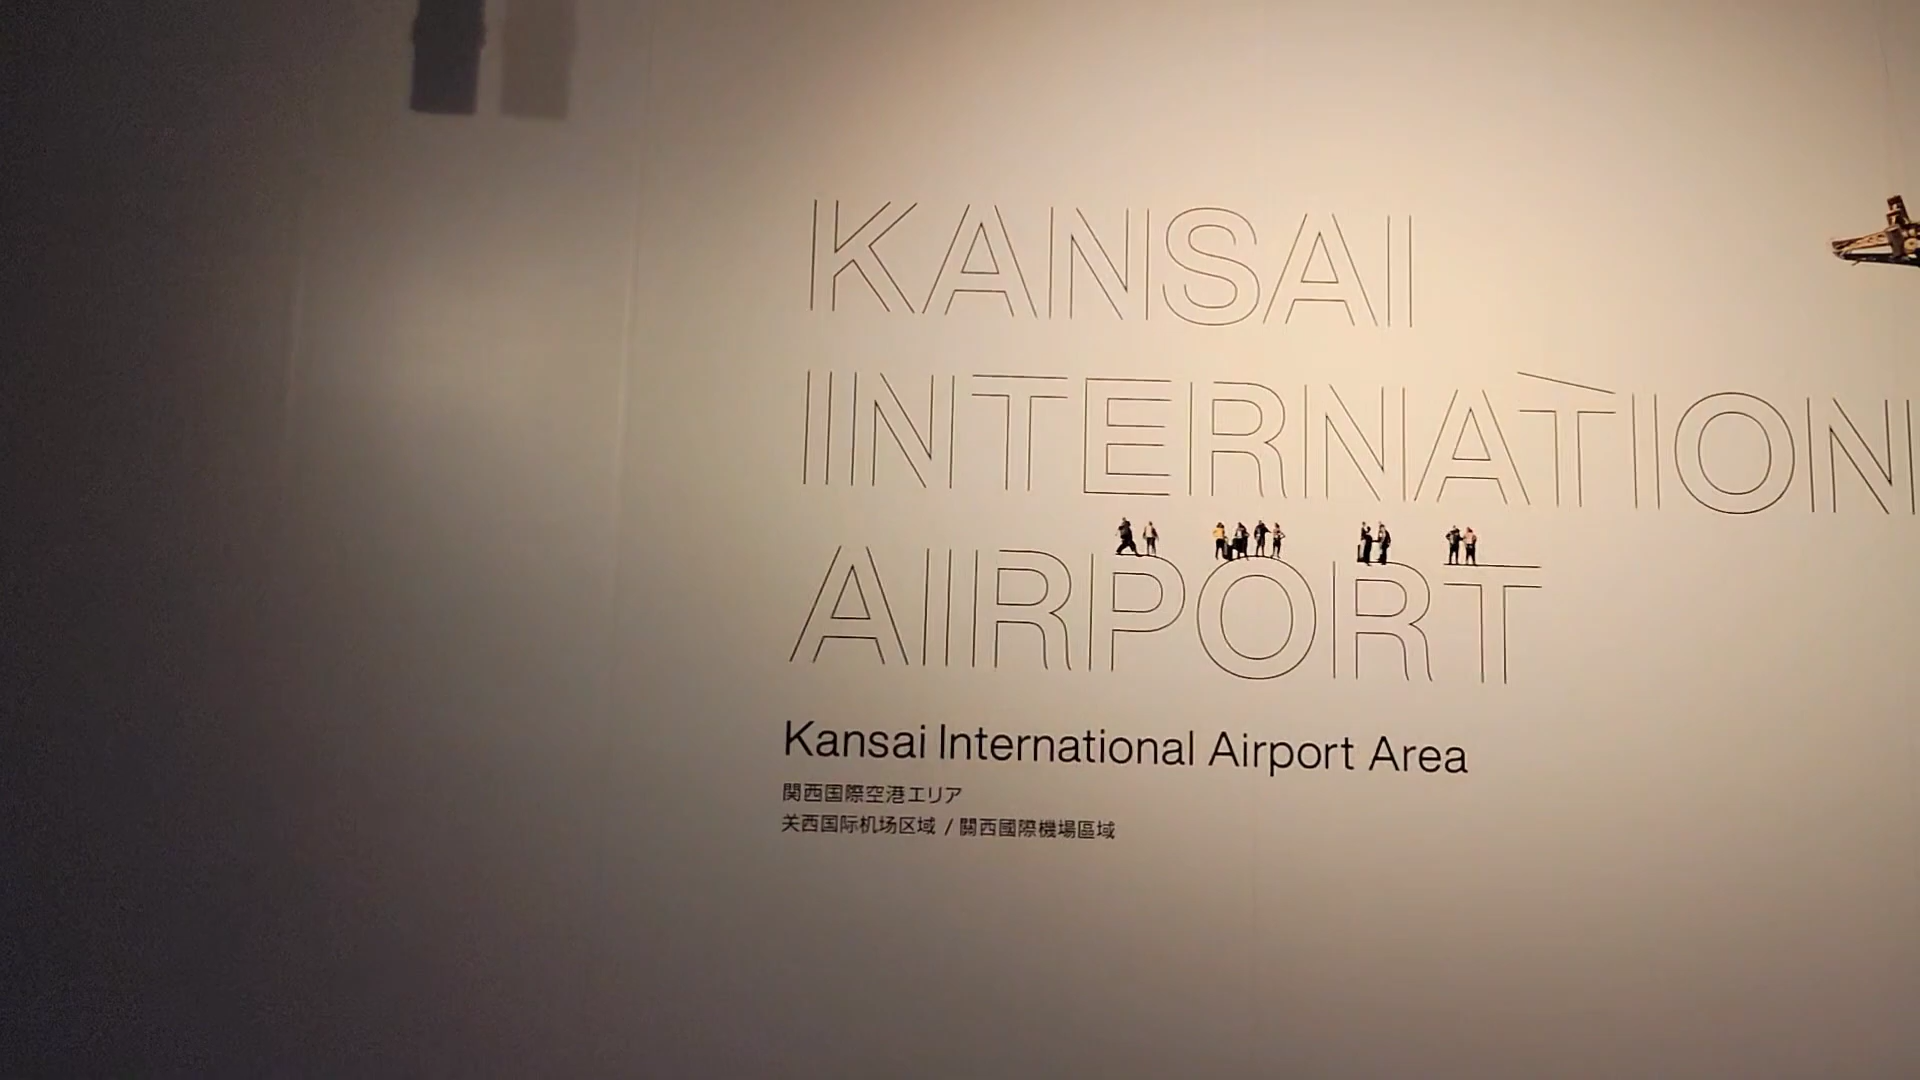 KANSAI
INTERNATION
AIRPORT
Kansai International Airport Area
関西国際空港エリア
关西国际机场区域 / 關西國際機場區域